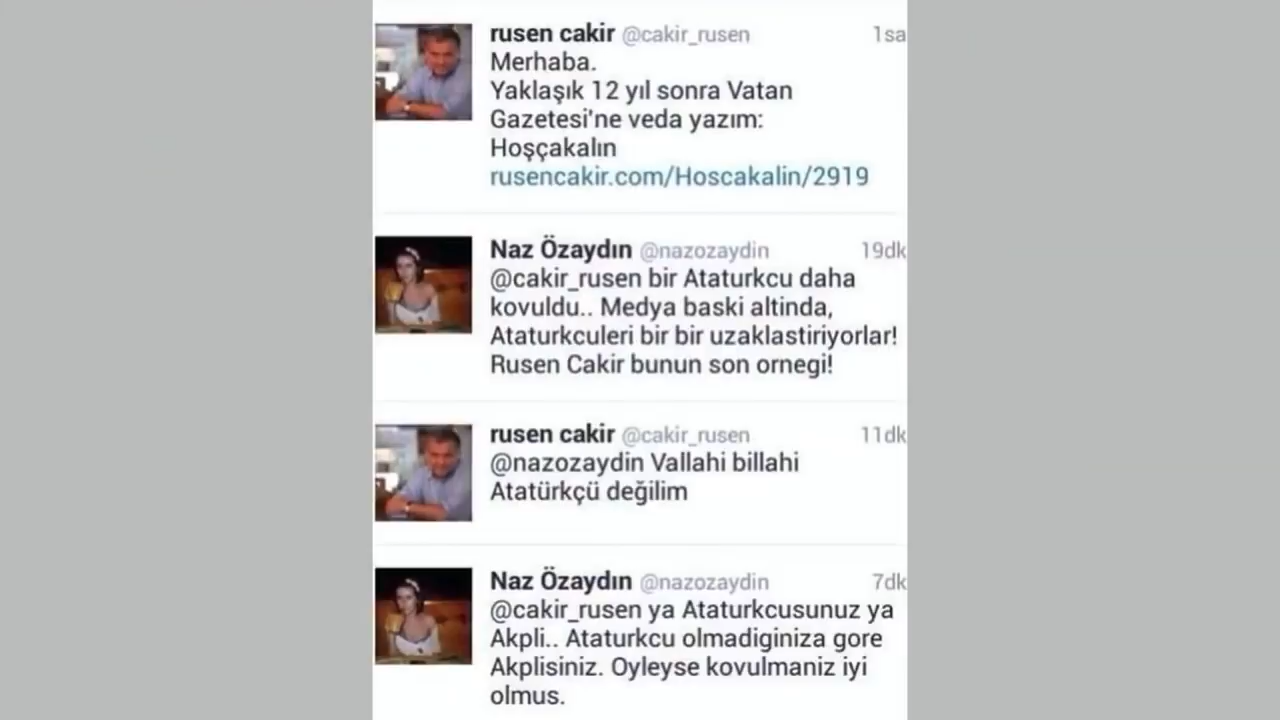 rusen cakir @cakir_rusen 1sa
Merhaba.
Yaklaşık 12 yıl sonra Vatan
Gazetesi'ne veda yazım:
Hoşçakalın
rusencakir.com/Hoscakalin/2919
Naz Özaydın @nazozaydin 19dk
@cakir_rusen bir Ataturkcu daha
kovuldu.. Medya baski altinda,
Ataturkculeri bir bir uzaklastiriyorlar!
Rusen Cakir bunun son ornegi!
rusen cakir @cakir_rusen 11dk
@nazozaydin Vallahi billahi
Atatürkçü değilim
Naz Özaydın @nazozaydin 7dk
@cakir_rusen ya Ataturkcusunuz ya
Akpli.. Ataturkcu olmadiginiza gore
Akplisiniz. Oyleyse kovulmaniz iyi
olmus.